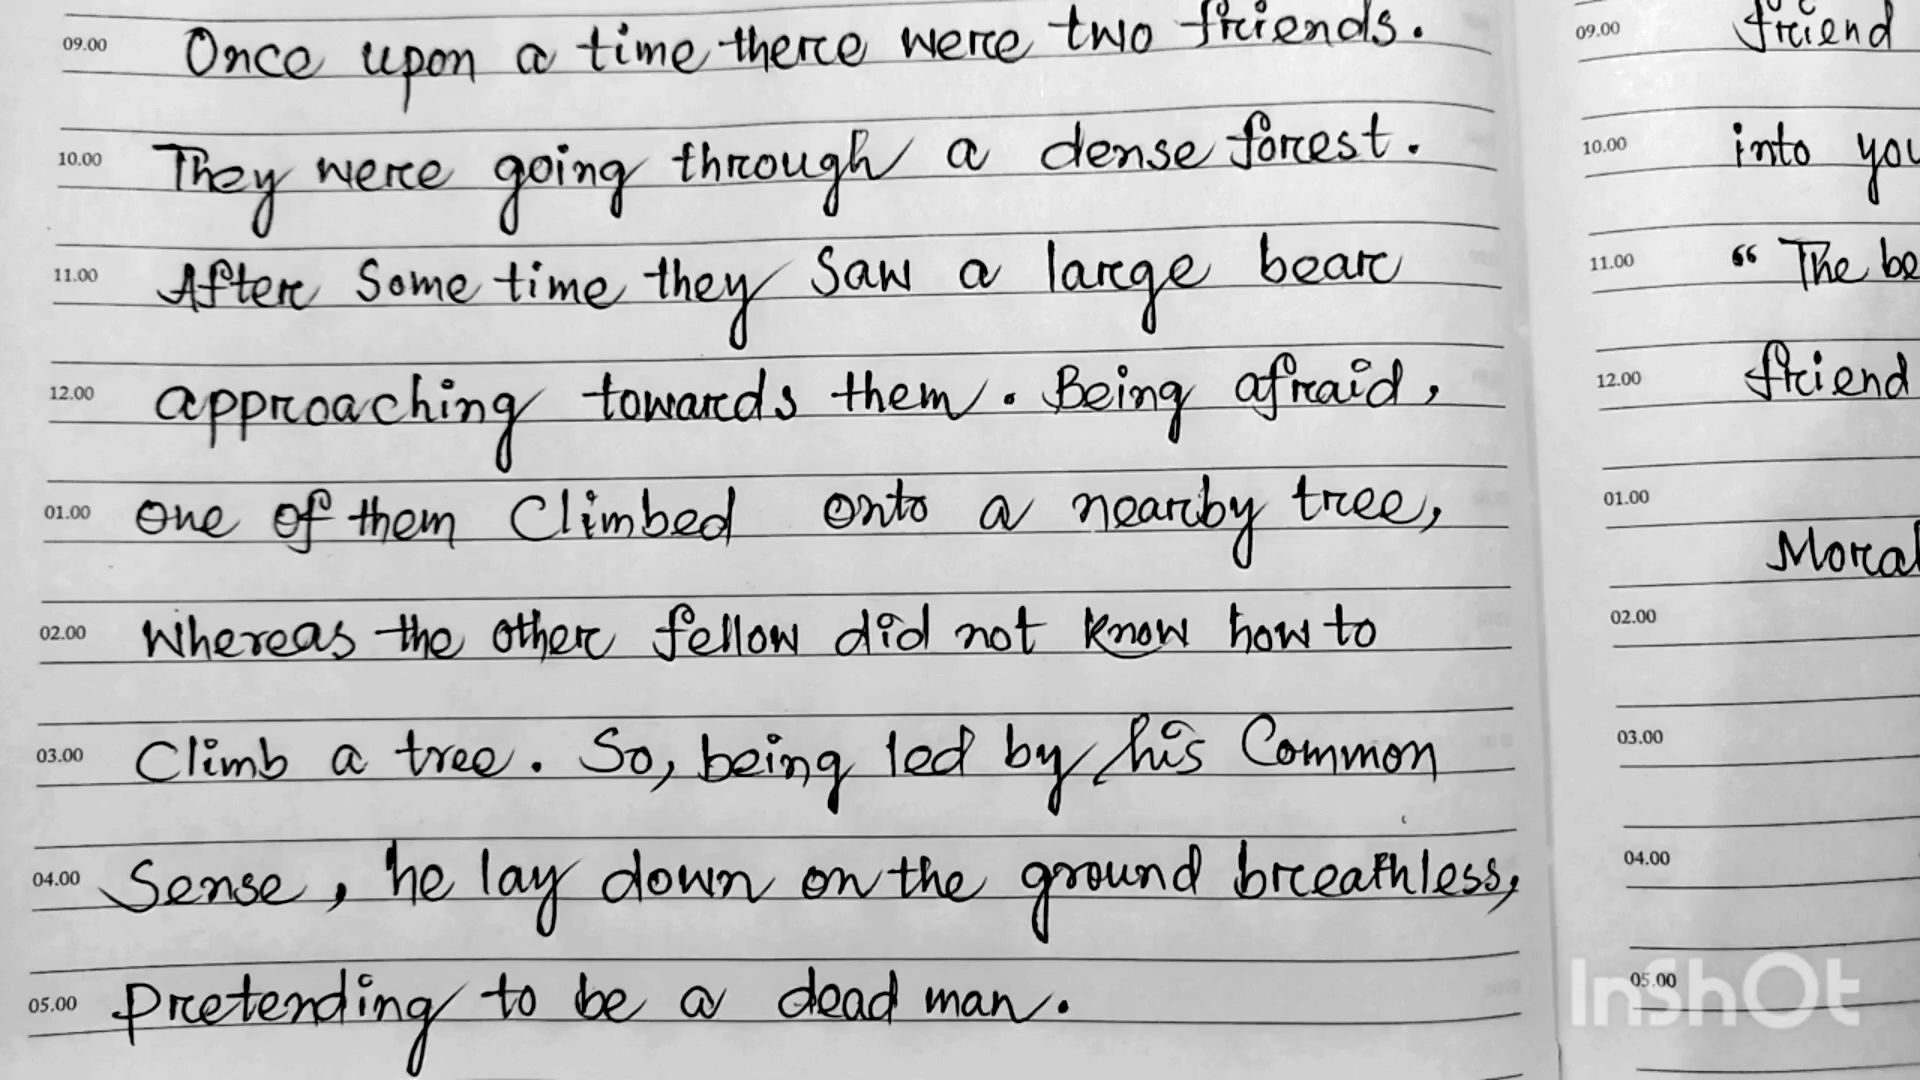 09.00 Once upon a time there were two friends.
10.00 They were going through a dense forest.
11.00 After Some time they Saw a large bear
12.00 approaching towards them. Being afraid,
01.00 One of them Climbed onto a nearby tree,
02.00 Whereas the other fellow did not know how to
03.00 Climb a tree. So, being led by his Common
04.00 Sense, he lay down on the ground breathless,
05.00 Pretending to be a dead man.
09.00 friend
10.00 into you
11.00 “ The be
12.00 friend
01.00
Moral
02.00
03.00
04.00
05.00
InShOt